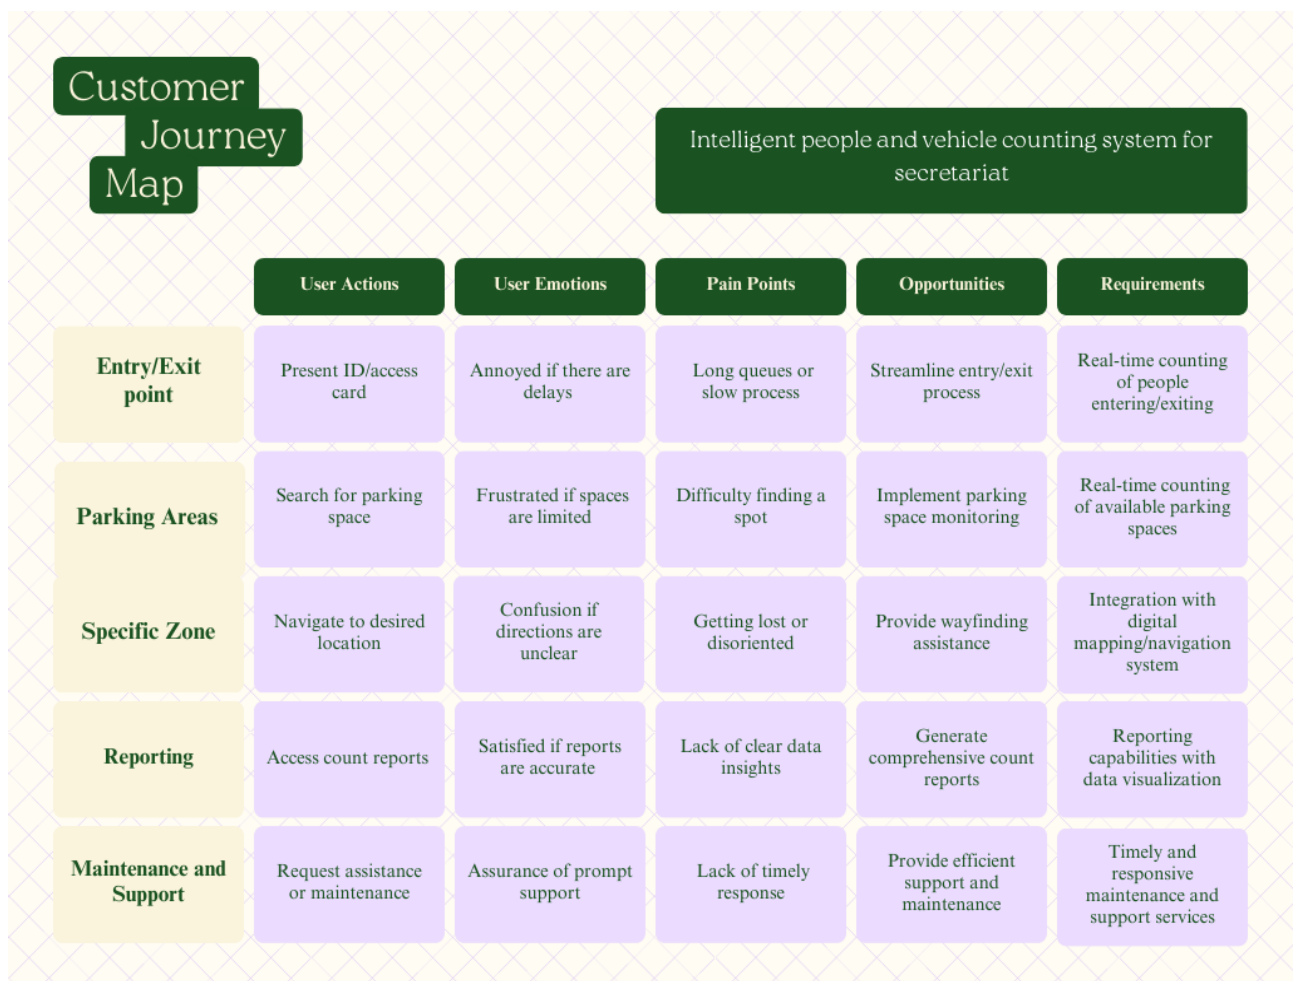 Customer
Journey
Map
Intelligent people and vehicle counting system for
secretariat
User Actions
User Emotions
Pain Points
Opportunities
Requirements
Entry/Exit
point
Present ID/access
card
Annoyed if there are
delays
Long queues or
slow process
Streamline entry/exit
process
Real-time counting
of people
entering/exiting
Parking Areas
Search for parking
space
Frustrated if spaces
are limited
Difficulty finding a
spot
Implement parking
space monitoring
Real-time counting
of available parking
spaces
Specific Zone
Navigate to desired
location
Confusion if
directions are
unclear
Getting lost or
disoriented
Provide wayfinding
assistance
Integration with
digital
mapping/navigation
system
Reporting
Access count reports
Satisfied if reports
are accurate
Lack of clear data
insights
Generate
comprehensive count
reports
Reporting
capabilities with
data visualization
Maintenance and
Support
Request assistance
or maintenance
Assurance of prompt
support
Lack of timely
response
Provide efficient
support and
maintenance
Timely and
responsive
maintenance and
support services